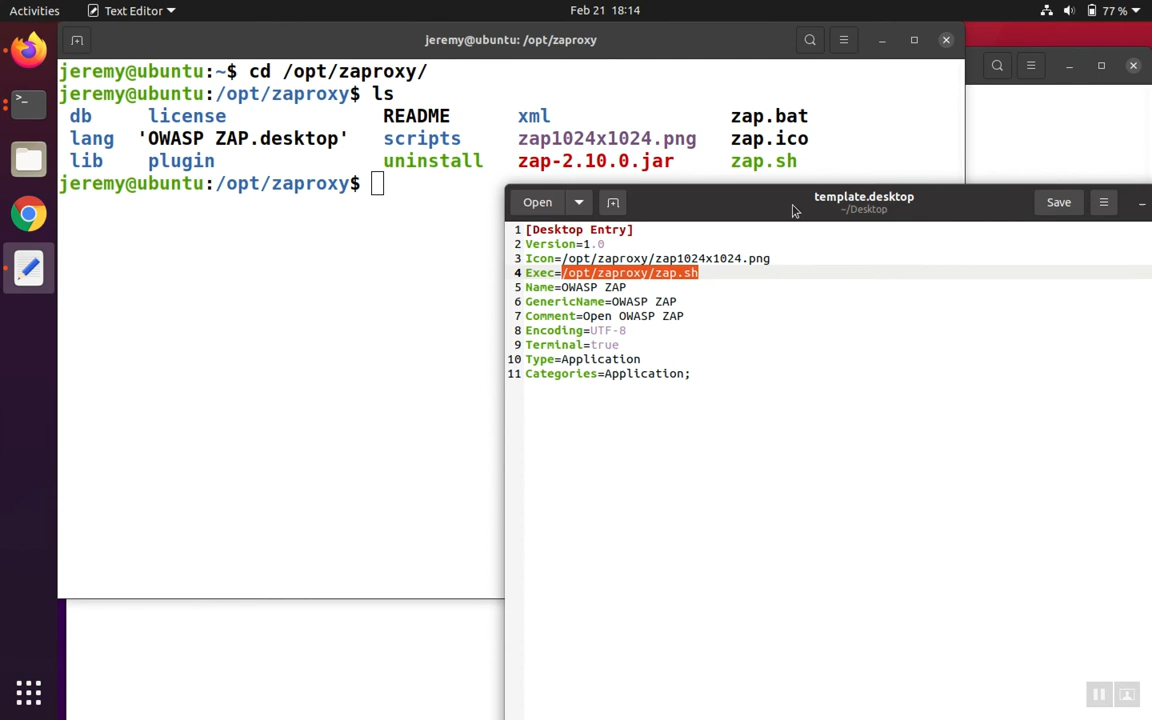 Activities Text Editor Feb 21 18:14 77 %
jeremy@ubuntu: /opt/zaproxy
jeremy@ubuntu:~$ cd /opt/zaproxy/
jeremy@ubuntu:/opt/zaproxy$ ls
db license README xml zap.bat
lang 'OWASP ZAP.desktop' scripts zap1024x1024.png zap.ico
lib plugin uninstall zap-2.10.0.jar zap.sh
jeremy@ubuntu:/opt/zaproxy$
Open template.desktop Save
~/Desktop
1 [Desktop Entry]
2 Version=1.0
3 Icon=/opt/zaproxy/zap1024x1024.png
4 Exec=/opt/zaproxy/zap.sh
5 Name=OWASP ZAP
6 GenericName=OWASP ZAP
7 Comment=Open OWASP ZAP
8 Encoding=UTF-8
9 Terminal=true
10 Type=Application
11 Categories=Application;